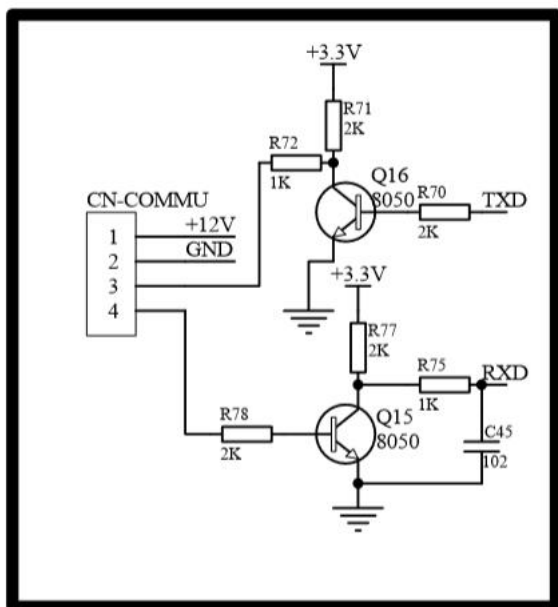 +3.3V
R71
2K
R72
1K
Q16
8050
R70
2K
TXD
CN-COMMU
1
+12V
2
GND
3
4
+3.3V
R77
2K
R75
1K
RXD
R78
2K
Q15
8050
C45
102